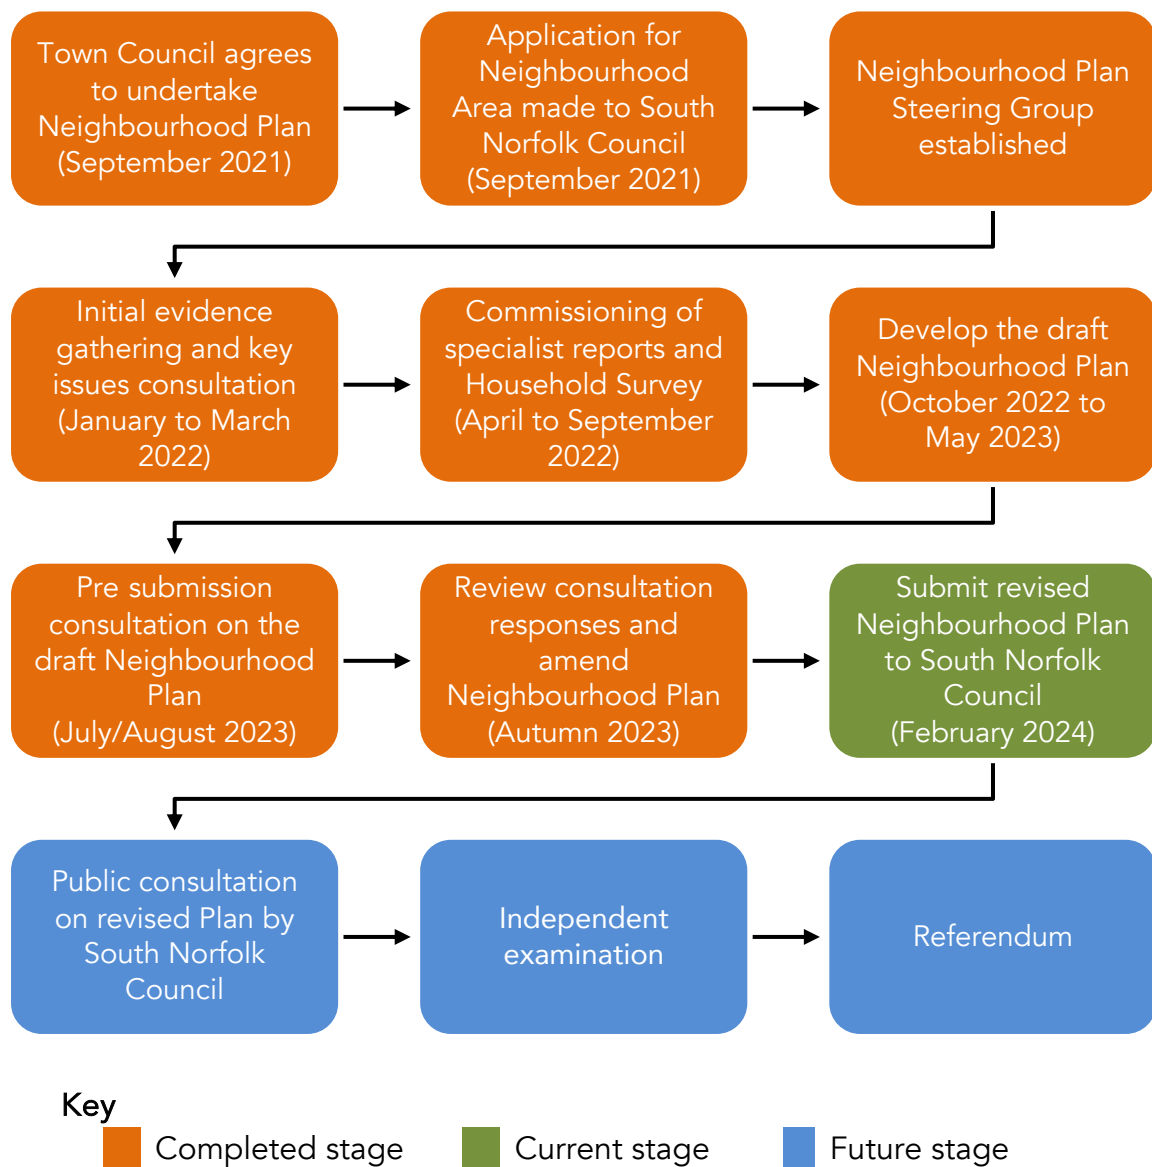 Town Council agrees
to undertake
Neighbourhood Plan
(September 2021)
Application for
Neighbourhood
Area made to South
Norfolk Council
(September 2021)
Neighbourhood Plan
Steering Group
established
Initial evidence
gathering and key
issues consultation
(January to March
2022)
Commissioning of
specialist reports and
Household Survey
(April to September
2022)
Develop the draft
Neighbourhood Plan
(October 2022 to
May 2023)
Pre submission
consultation on the
draft Neighbourhood
Plan
(July/August 2023)
Review consultation
responses and
amend
Neighbourhood Plan
(Autumn 2023)
Submit revised
Neighbourhood Plan
to South Norfolk
Council
(February 2024)
Public consultation
on revised Plan by
South Norfolk
Council
Independent
examination
Referendum
Key
Completed stage
Current stage
Future stage